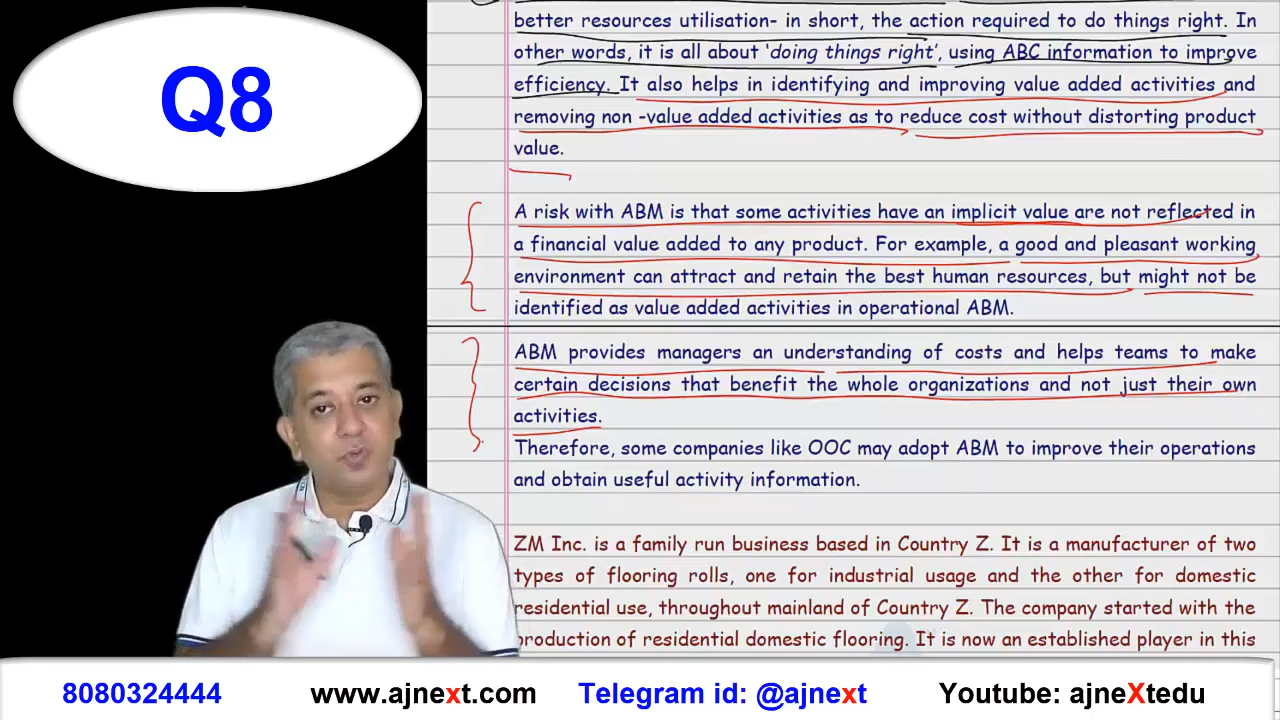 Q8
better resources utilisation- in short, the action required to do things right. In
other words, it is all about 'doing things right', using ABC information to improve
efficiency. It also helps in identifying and improving value added activities and
removing non -value added activities as to reduce cost without distorting product
value.
A risk with ABM is that some activities have an implicit value are not reflected in
a financial value added to any product. For example, a good and pleasant working
environment can attract and retain the best human resources, but might not be
identified as value added activities in operational ABM.
ABM provides managers an understanding of costs and helps teams to make
certain decisions that benefit the whole organizations and not just their own
activities.
Therefore, some companies like OOC may adopt ABM to improve their operations
and obtain useful activity information.
ZM Inc. is a family run business based in Country Z. It is a manufacturer of two
types of flooring rolls, one for industrial usage and the other for domestic
residential use, throughout mainland of Country Z. The company started with the
production of residential domestic flooring. It is now an established player in this
8080324444 www.ajnext.com Telegram id: @ajnext Youtube: ajneXtedu